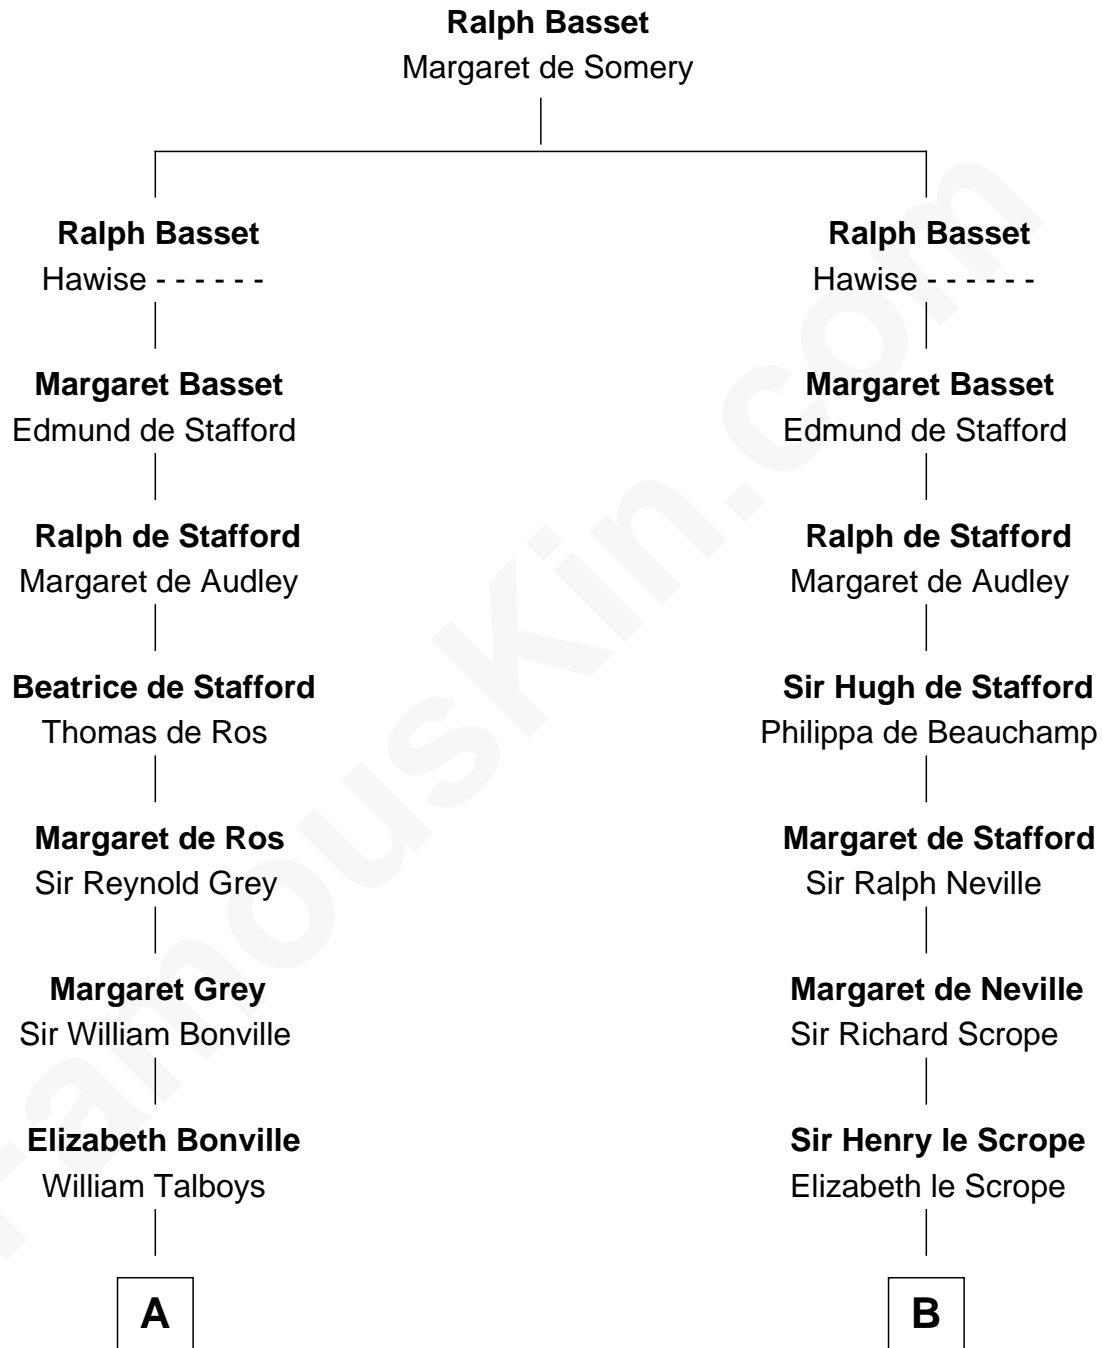 Ralph Basset
Margaret de Somery
Ralph Basset
Hawise - - - - - -
Margaret Basset
Edmund de Stafford
Ralph de Stafford
Margaret de Audley
Beatrice de Stafford
Thomas de Ros
Margaret de Ros
Sir Reynold Grey
Margaret Grey
Sir William Bonville
Elizabeth Bonville
William Talboys
A
Ralph Basset
Hawise - - - - - -
Margaret Basset
Edmund de Stafford
Ralph de Stafford
Margaret de Audley
Sir Hugh de Stafford
Philippa de Beauchamp
Margaret de Stafford
Sir Ralph Neville
Margaret de Neville
Sir Richard Scrope
Sir Henry le Scrope
Elizabeth le Scrope
B
FamousKin.com